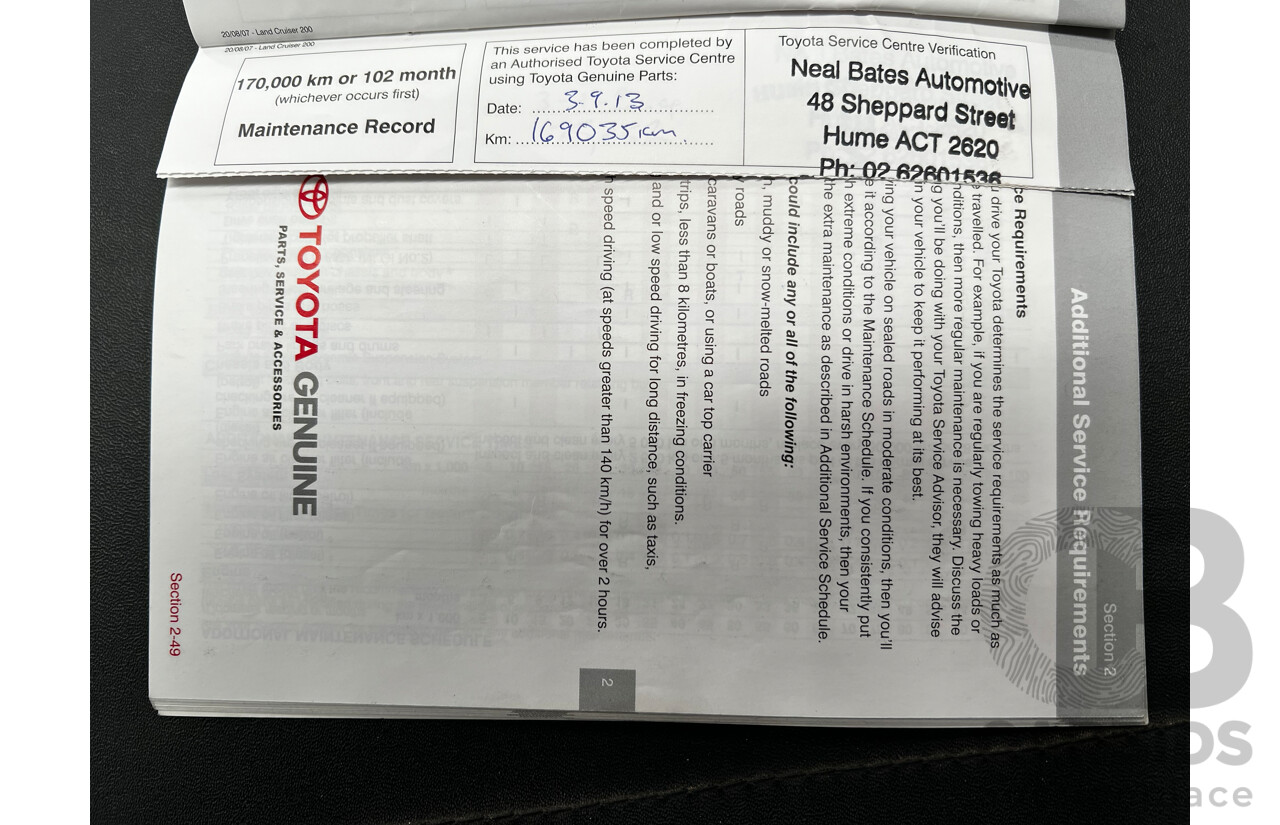 20/08/07 - Land Cruiser 200
20/08/07 - Land Cruiser 200
170,000 km or 102 month
(whichever occurs first)
Maintenance Record
This service has been completed by
an Authorised Toyota Service Centre
using Toyota Genuine Parts:
Date: 3.9.13
Km: 169035km
Toyota Service Centre Verification
Neal Bates Automotive
48 Sheppard Street
Hume ACT 2620
Ph: 02 62601536
Section 2
Additional Service Requirements
ce Requirements
drive your Toyota determines the service requirements as much as
travelled. For example, if you are regularly towing heavy loads or
nditions, then more regular maintenance is necessary. Discuss the
g you'll be doing with your Toyota Service Advisor, they will advise
in your vehicle to keep it performing at its best.
ing your vehicle on sealed roads in moderate conditions, then you'll
e it according to the Maintenance Schedule. If you consistently put
h extreme conditions or drive in harsh environments, then your
he extra maintenance as described in Additional Service Schedule.
could include any or all of the following:
n, muddy or snow-melted roads
y roads
caravans or boats, or using a car top carrier
trips, less than 8 kilometres, in freezing conditions.
and or low speed driving for long distance, such as taxis,
h speed driving (at speeds greater than 140 km/h) for over 2 hours.
2
TOYOTA GENUINE
PARTS, SERVICE & ACCESSORIES
Section 2-49